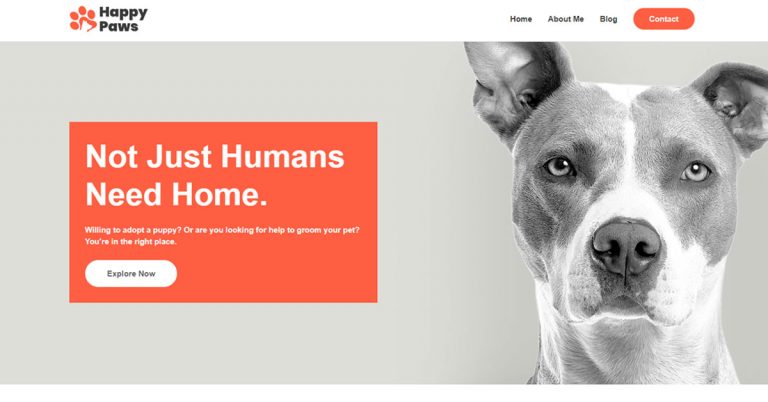 Happy
Paws
Home About Me Blog Contact
Not Just Humans
Need Home.
Willing to adopt a puppy? Or are you looking for help to groom your pet?
You're in the right place.
Explore Now